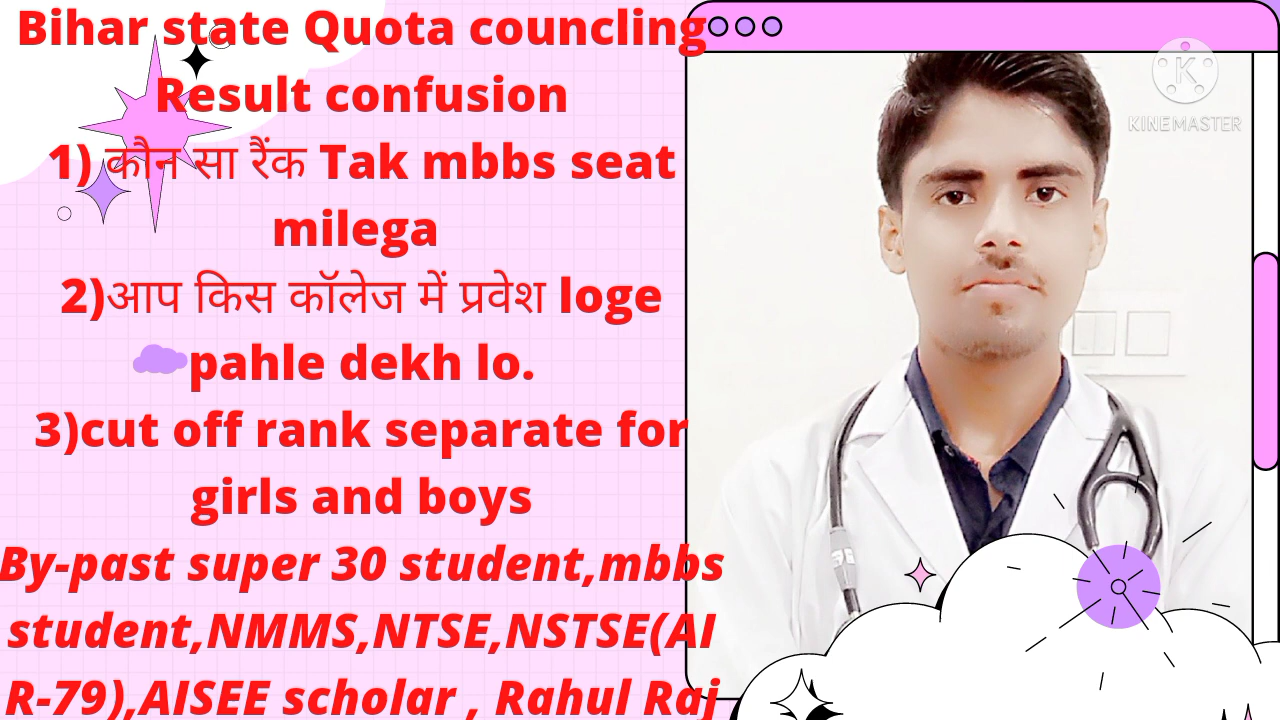 Bihar state Quota councling
Result confusion
1) कौन सा रैंक Tak mbbs seat
milega
2)आप किस कॉलेज में प्रवेश loge
pahle dekh lo.
3)cut off rank separate for
girls and boys
By-past super 30 student,mbbs
student,NMMS,NTSE,NSTSE(AI
R-79),AISEE scholar , Rahul Raj
K
KINEMASTER